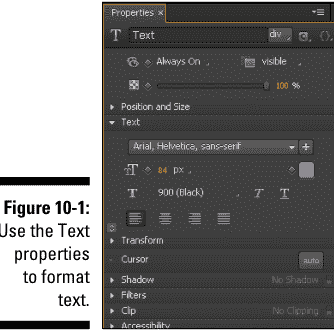 Properties ×
T Text div
Always On visible
100 %
Position and Size
Text
Arial, Helvetica, sans-serif +
T 84 px
T 900 (Black) T T
Transform
Cursor auto
Shadow No Shadow
Filters
Clip No Clipping
Accessibility
Figure 10-1:
Use the Text
properties
to format
text.